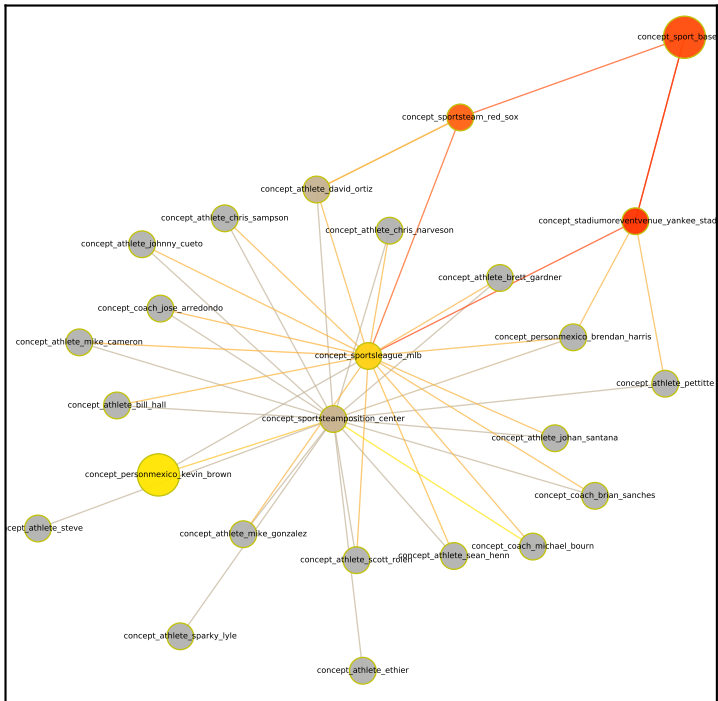 concept_sport_base
concept_sportsteam_red_sox
concept_athlete_david_ortiz
concept_athlete_chris_sampson
concept_stadiumoreventvenue_yankee_stad
concept_athlete_chris_narveson
concept_athlete_johnny_cueto
concept_athlete_brett_gardner
concept_coach_jose_arredondo
concept_personmexico_brendan_harris
concept_athlete_mike_cameron
concept_sportsleague_mlb
concept_athlete_pettitte
concept_athlete_bill_hall
concept_sportsteamposition_center
concept_athlete_johan_santana
concept_personmexico_kevin_brown
concept_coach_brian_sanches
cept_athlete_steve
concept_athlete_mike_gonzalez
concept_coach_michael_bourn
concept_athlete_sean_henn
concept_athlete_scott_rolen
concept_athlete_sparky_lyle
concept_athlete_ethier